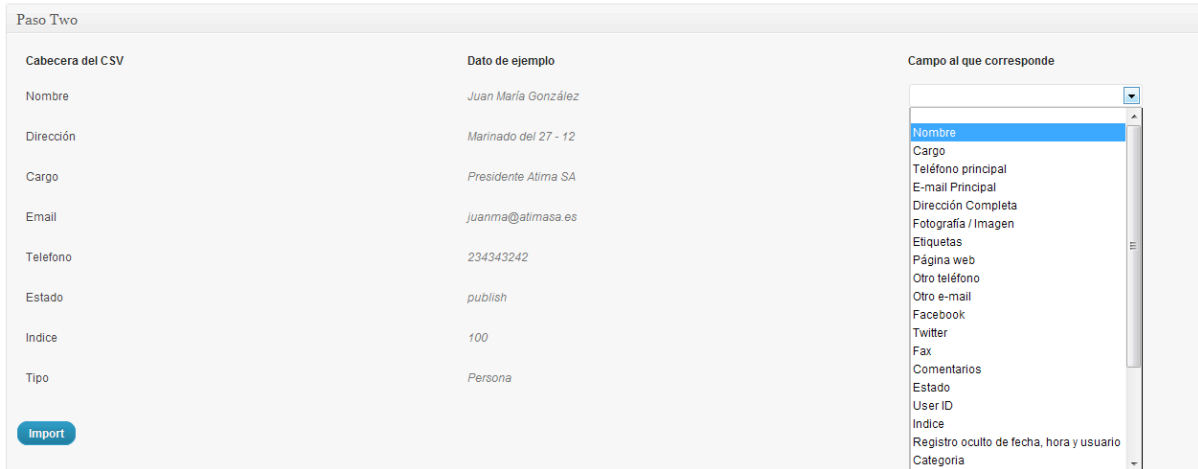 Paso Two
Cabecera del CSV Dato de ejemplo Campo al que corresponde
Nombre Juan María González
Dirección Marinado del 27 - 12
Cargo Presidente Atima SA
Email juanma@atimasa.es
Telefono 234343242
Estado publish
Indice 100
Tipo Persona
Import
Nombre
Cargo
Teléfono principal
E-mail Principal
Dirección Completa
Fotografía / Imagen
Etiquetas
Página web
Otro teléfono
Otro e-mail
Facebook
Twitter
Fax
Comentarios
Estado
User ID
Indice
Registro oculto de fecha, hora y usuario
Categoria